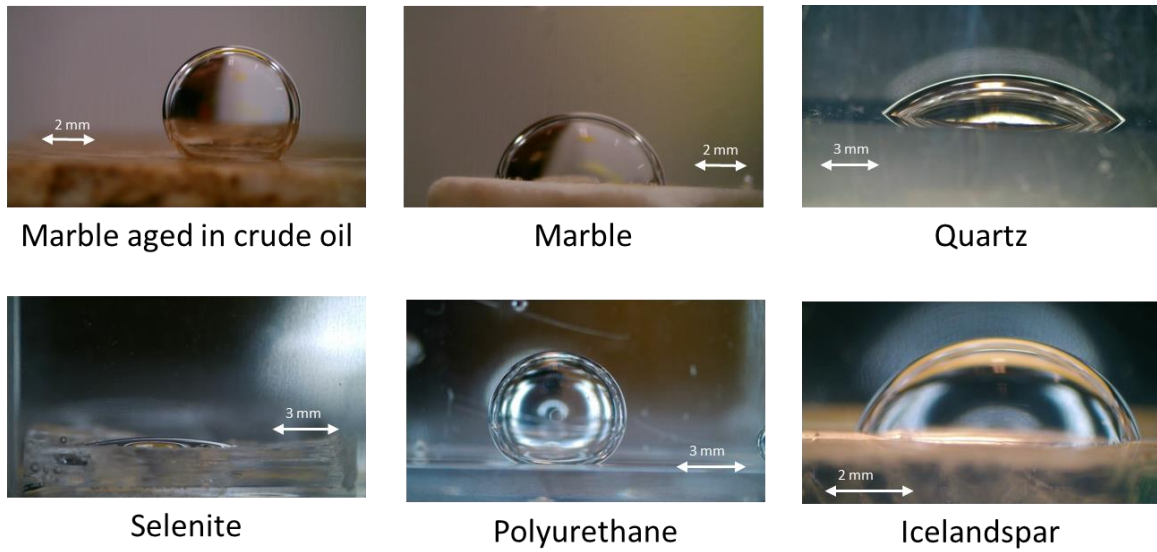 2 mm
2 mm
3 mm
Marble aged in crude oil
Marble
Quartz
3 mm
3 mm
2 mm
Selenite
Polyurethane
Icelandspar